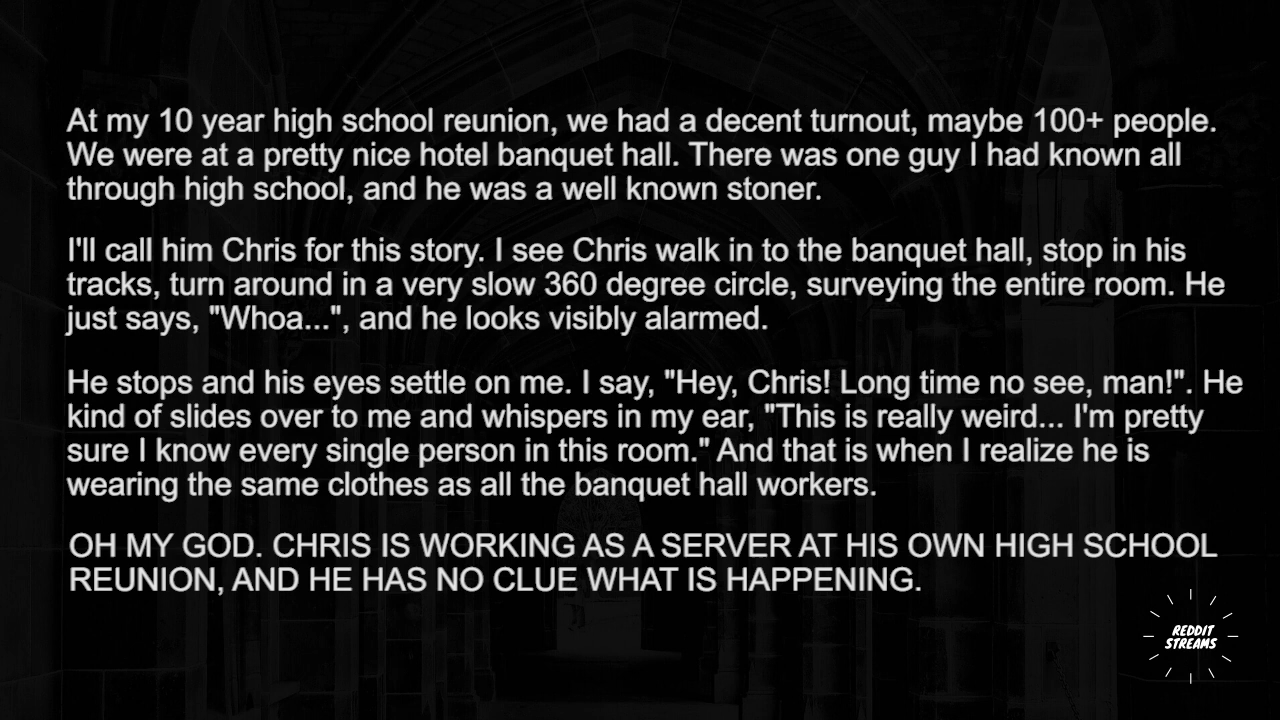 At my 10 year high school reunion, we had a decent turnout, maybe 100+ people.
We were at a pretty nice hotel banquet hall. There was one guy I had known all
through high school, and he was a well known stoner.
I'll call him Chris for this story. I see Chris walk in to the banquet hall, stop in his
tracks, turn around in a very slow 360 degree circle, surveying the entire room. He
just says, "Whoa...", and he looks visibly alarmed.
He stops and his eyes settle on me. I say, "Hey, Chris! Long time no see, man!". He
kind of slides over to me and whispers in my ear, "This is really weird... I'm pretty
sure I know every single person in this room." And that is when I realize he is
wearing the same clothes as all the banquet hall workers.
OH MY GOD. CHRIS IS WORKING AS A SERVER AT HIS OWN HIGH SCHOOL
REUNION, AND HE HAS NO CLUE WHAT IS HAPPENING.
REDDIT
STREAMS